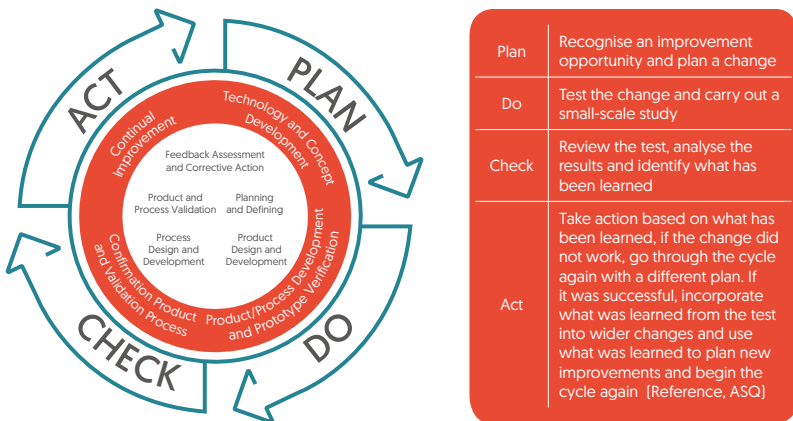 ACT
PLAN
DO
CHECK
Continual
Improvement
Technology and Concept
Development
Product/Process Development
and Prototype Verification
Confirmation Product
and Validation Process
Feedback Assessment
and Corrective Action
Product and
Process Validation
Planning
and Defining
Process
Design and
Development
Product
Design and
Development
Plan
Recognise an improvement
opportunity and plan a change
Do
Test the change and carry out a
small-scale study
Check
Review the test, analyse the
results and identify what has
been learned
Act
Take action based on what has
been learned, if the change did
not work, go through the cycle
again with a different plan. If
it was successful, incorporate
what was learned from the test
into wider changes and use
what was learned to plan new
improvements and begin the
cycle again (Reference, ASQ)